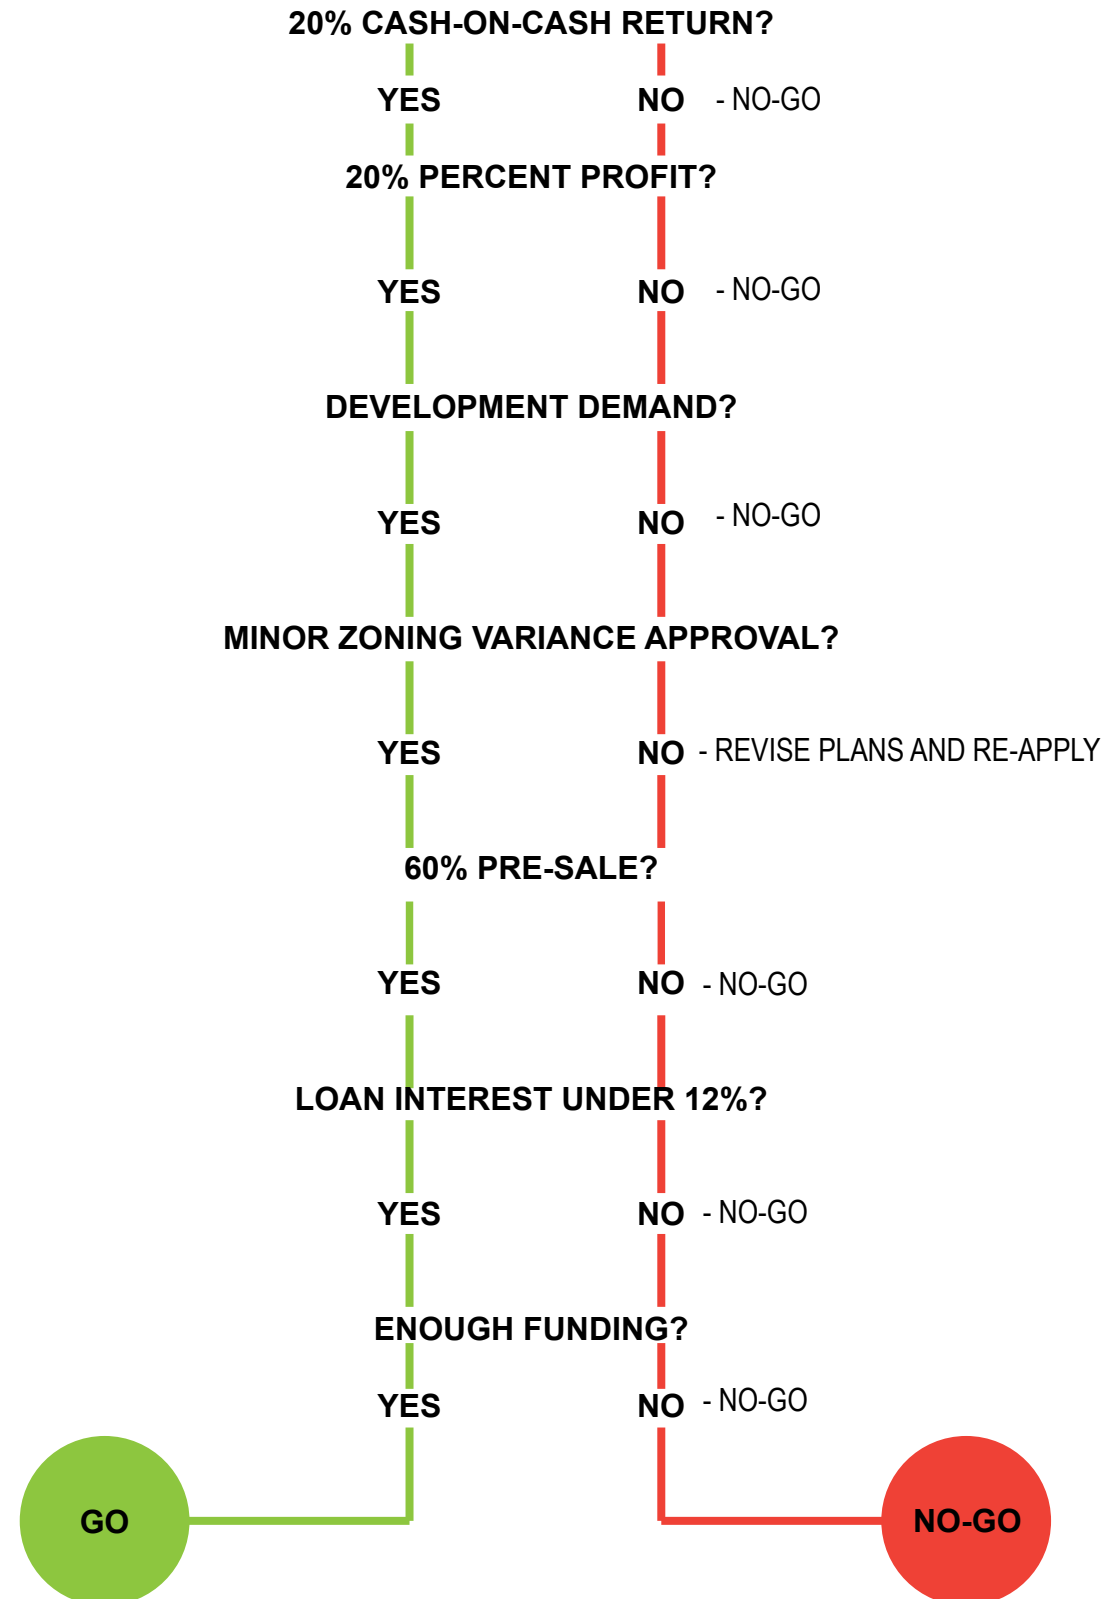 20% CASH-ON-CASH RETURN?
YES NO - NO-GO
20% PERCENT PROFIT?
YES NO - NO-GO
DEVELOPMENT DEMAND?
YES NO - NO-GO
MINOR ZONING VARIANCE APPROVAL?
YES NO - REVISE PLANS AND RE-APPLY
60% PRE-SALE?
YES NO - NO-GO
LOAN INTEREST UNDER 12%?
YES NO - NO-GO
ENOUGH FUNDING?
YES NO - NO-GO
GO NO-GO